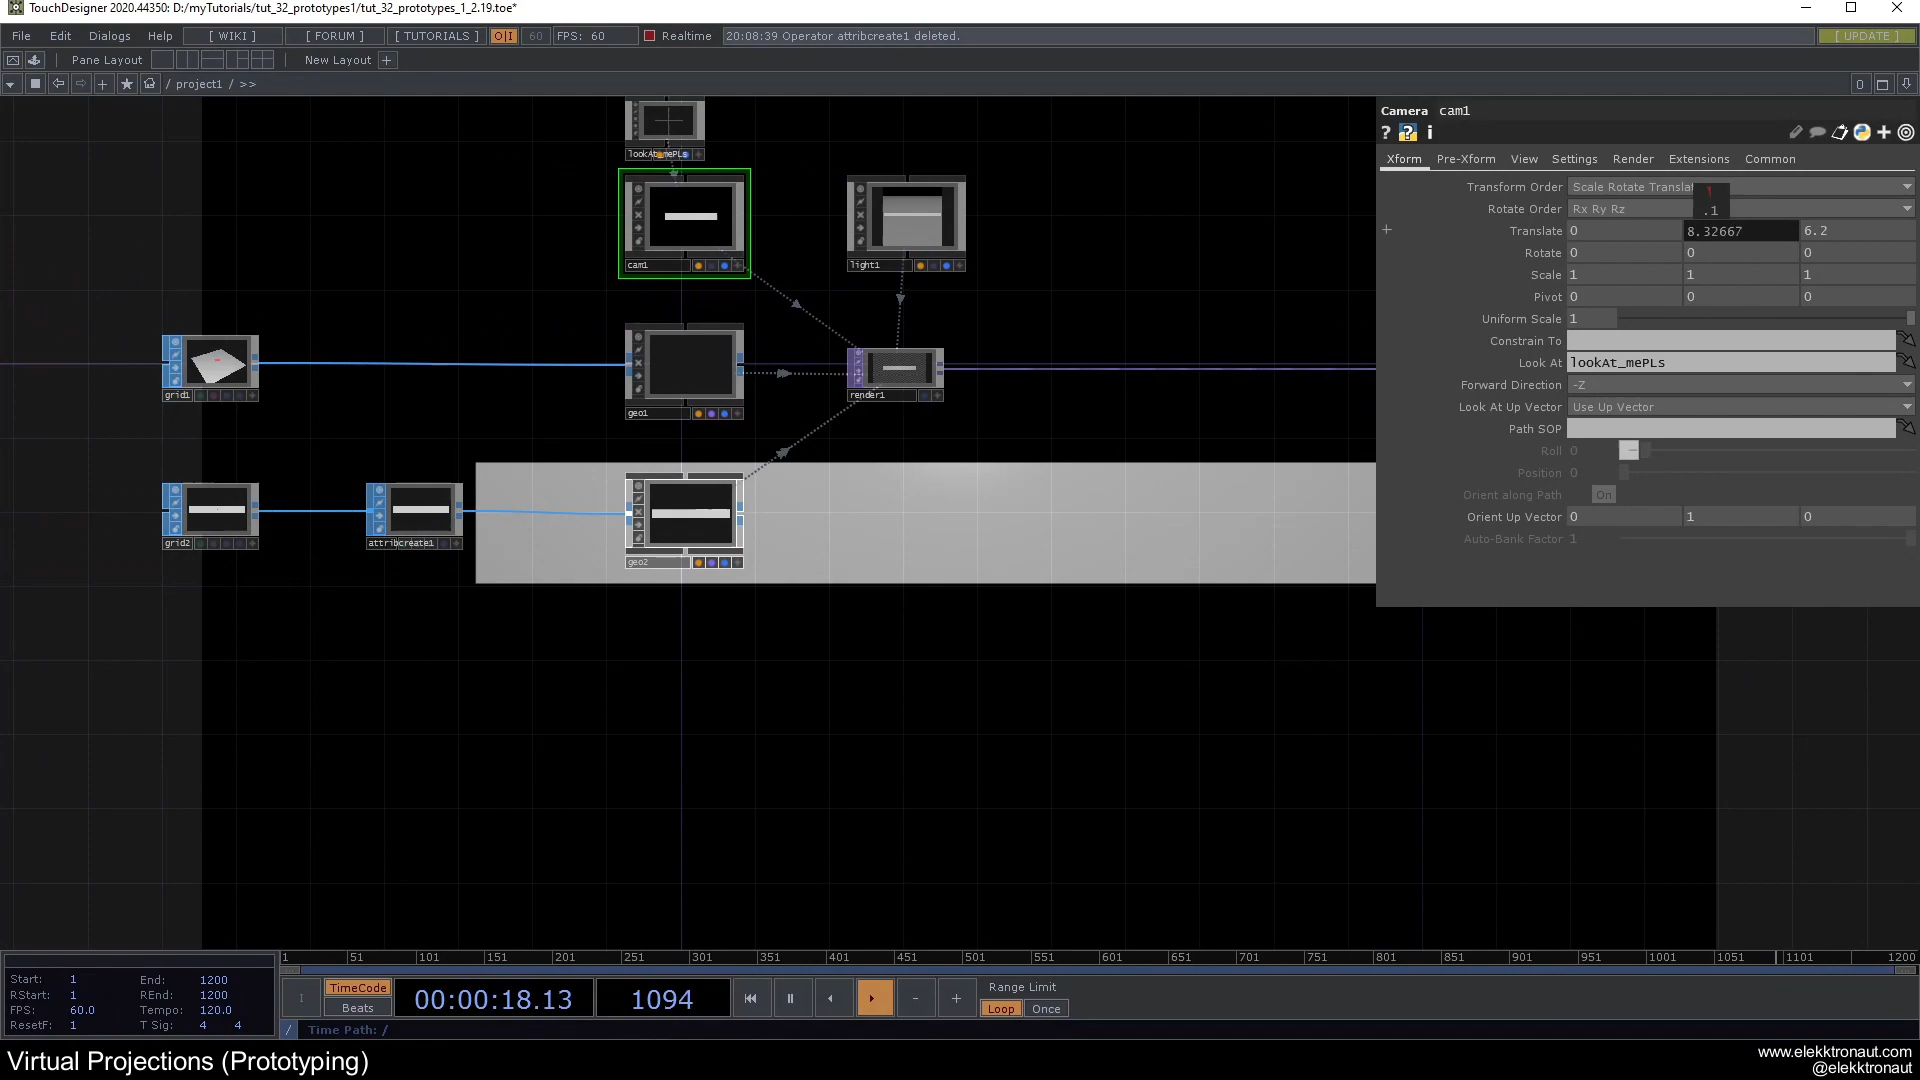 TouchDesigner 2020.44350: D:/myTutorials/tut_32_prototypes1/tut_32_prototypes_1_2.19.toe*
File Edit Dialogs Help [ WIKI ] [ FORUM ] [ TUTORIALS ] O|I 60 FPS: 60 Realtime 20:08:39 Operator attribcreate1 deleted. [ UPDATE ]
Pane Layout New Layout +
/ project1 / >> 0
Camera cam1
? ? i
lookAt_mePLs
Xform Pre-Xform View Settings Render Extensions Common
Transform Order Scale Rotate Translat
.1
Rotate Order Rx Ry Rz
Translate 0 8.32667 6.2
Rotate 0 0 0
cam1 light1
Scale 1 1 1
Pivot 0 0 0
Uniform Scale 1
Constrain To
Look At lookAt_mePLs
Forward Direction -Z
grid1 render1
Look At Up Vector Use Up Vector
geo1
Path SOP
Roll 0
Position 0
Orient along Path On
Orient Up Vector 0 1 0
Auto-Bank Factor 1
grid2 attribcreate1
geo2
1 51 101 151 201 251 301 351 401 451 501 551 601 651 701 751 801 851 901 951 1001 1051 1101 1200
Start: 1 End: 1200
RStart: 1 REnd: 1200
FPS: 60.0 Tempo: 120.0
ResetF: 1 T Sig: 4 4
I TimeCode
Beats
00:00:18.13 1094 - +
Range Limit
Loop Once
/ Time Path: /
Virtual Projections (Prototyping)
www.elekktronaut.com
@elekktronaut